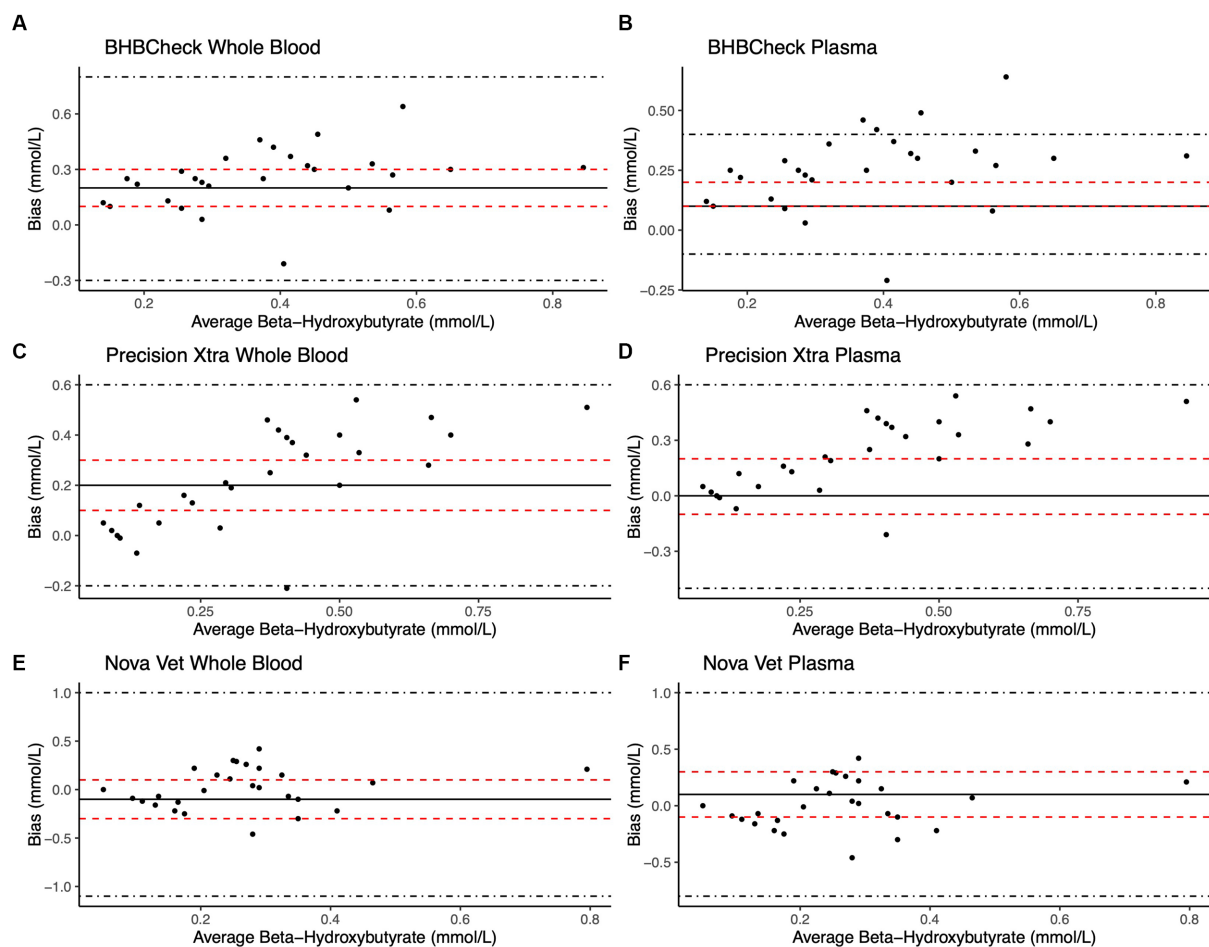 A
BHBCheck Whole Blood
0.6
0.3
0.0
−0.3
Bias (mmol/L)
0.2 0.4 0.6 0.8
Average Beta−Hydroxybutyrate (mmol/L)
B
BHBCheck Plasma
0.50
0.25
0.00
−0.25
Bias (mmol/L)
0.2 0.4 0.6 0.8
Average Beta−Hydroxybutyrate (mmol/L)
C
Precision Xtra Whole Blood
0.6
0.4
0.2
0.0
−0.2
Bias (mmol/L)
0.25 0.50 0.75
Average Beta−Hydroxybutyrate (mmol/L)
D
Precision Xtra Plasma
0.6
0.3
0.0
−0.3
Bias (mmol/L)
0.25 0.50 0.75
Average Beta−Hydroxybutyrate (mmol/L)
E
Nova Vet Whole Blood
1.0
0.5
0.0
−0.5
−1.0
Bias (mmol/L)
0.2 0.4 0.6 0.8
Average Beta−Hydroxybutyrate (mmol/L)
F
Nova Vet Plasma
1.0
0.5
0.0
−0.5
Bias (mmol/L)
0.2 0.4 0.6 0.8
Average Beta−Hydroxybutyrate (mmol/L)